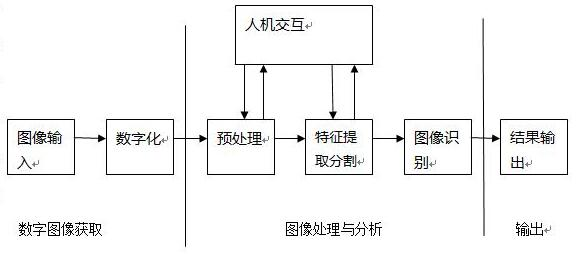 人机交互
图像输
入
数字化
预处理
特征提
取分割
图像识
别
结果输
出
数字图像获取
图像处理与分析
输出